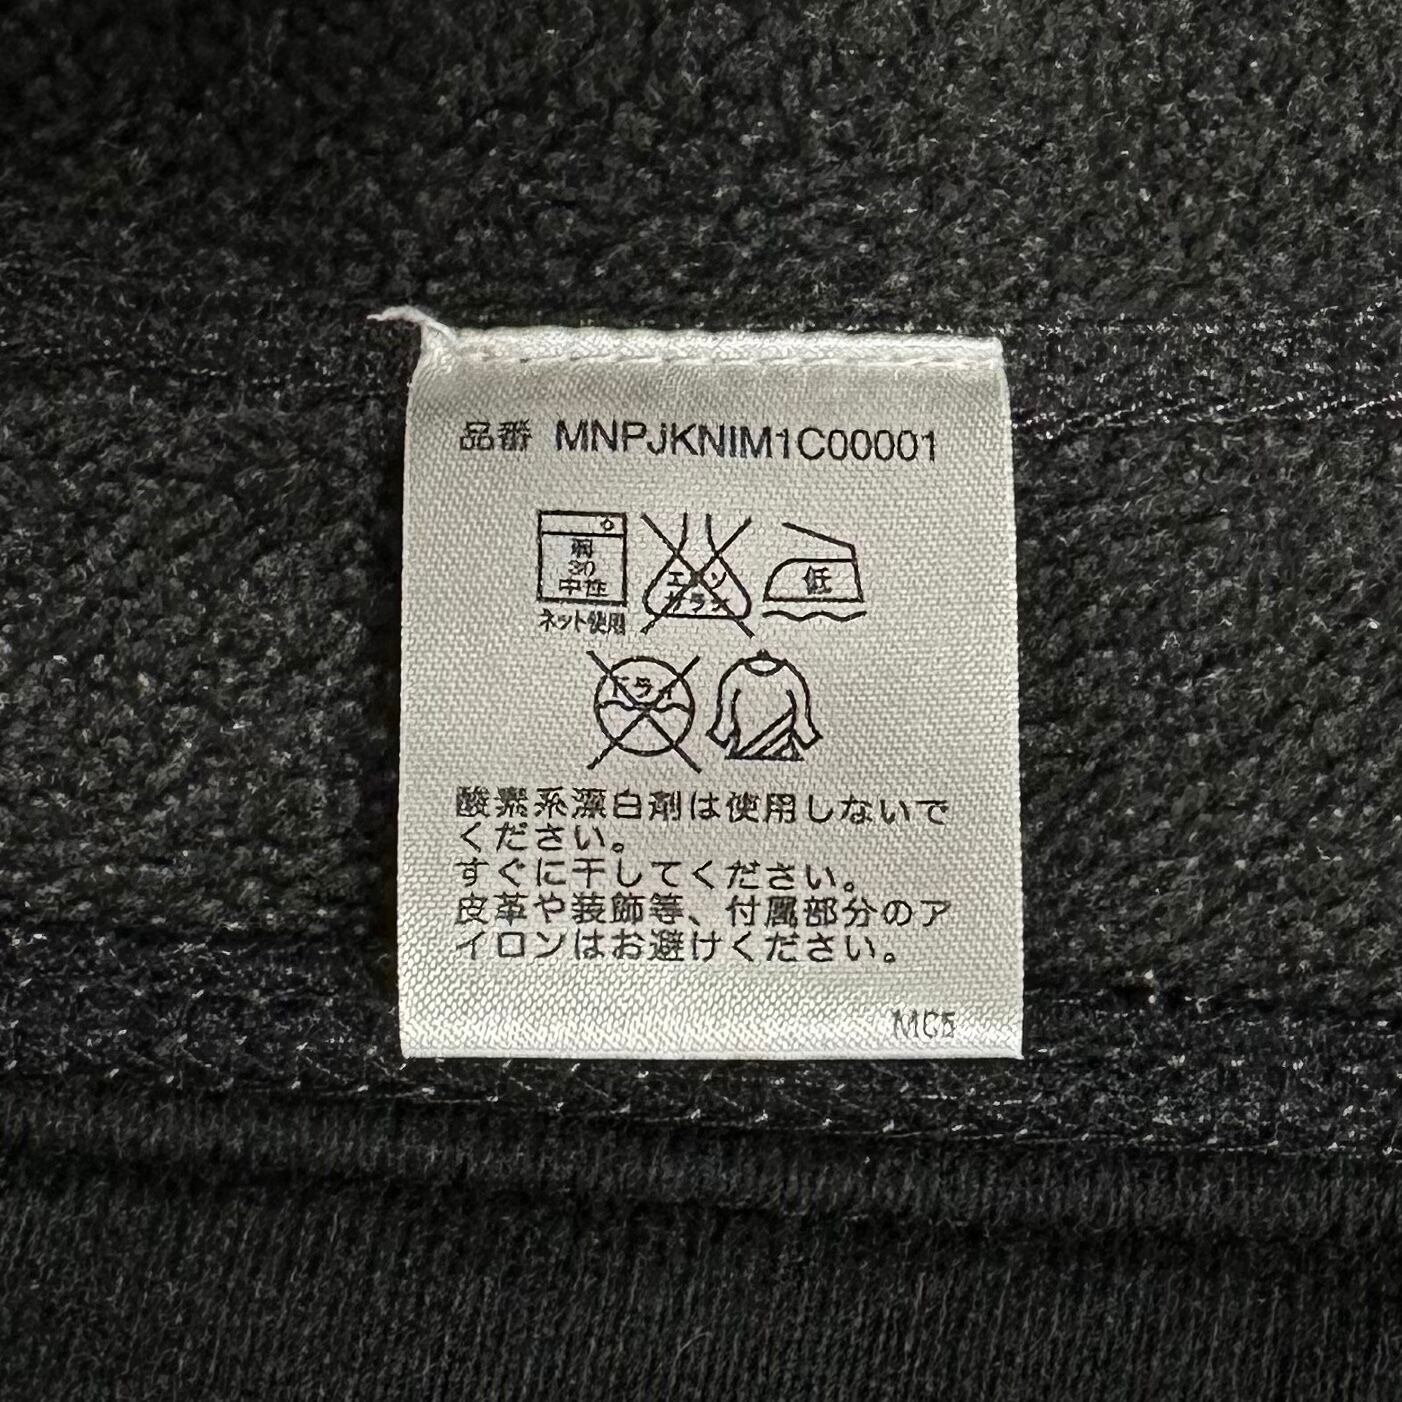 品番 MNPJKNIM1C00001
弱
30
中性
ネット使用
エンソ
サラシ
低
ドライ
酸素系漂白剤は使用しないで
ください。
すぐに干してください。
皮革や装飾等、付属部分のア
イロンはお避けください。
MC5